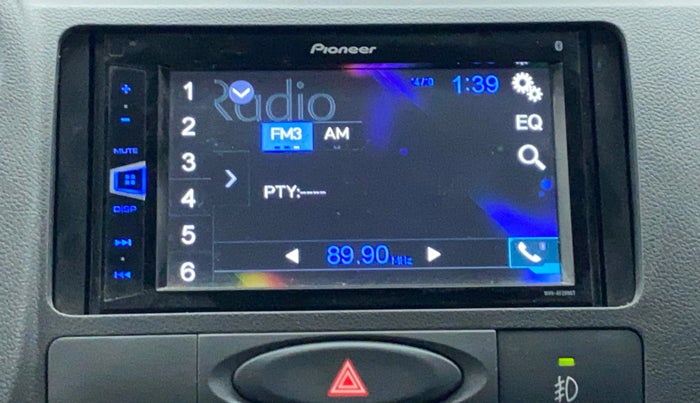 Pioneer
1:39
Radio
1
2
3
4
5
6
FM3 AM
EQ
MUTE
PTY:----
DISP
89.90 MHz